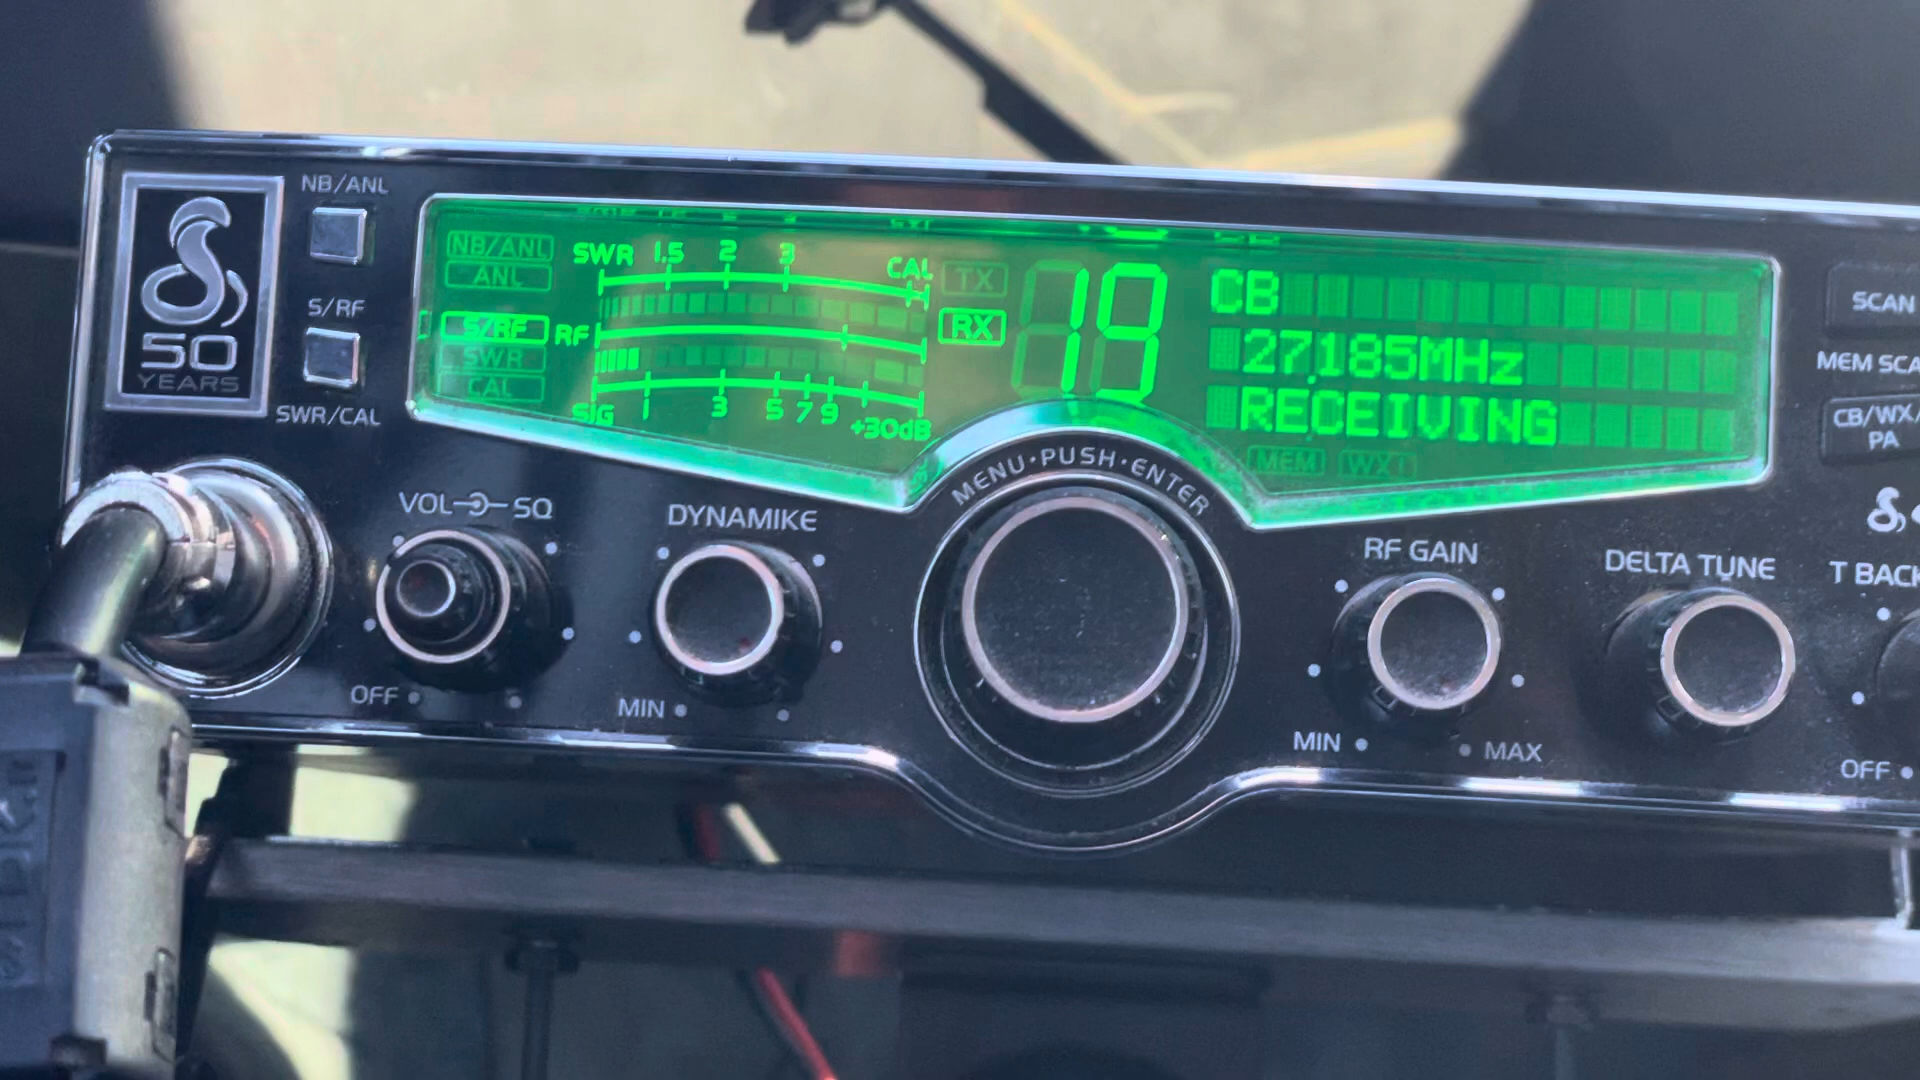 NB/ANL
50
YEARS
S/RF
SWR/CAL
NB/ANL
ANL
S/RF
SWR
CAL
SWR 1.5 2 3 CAL
RF
SIG 1 3 5 7 9 +30dB
TX
RX
19
CB
27.185MHz
RECEIVING
MEM WX
SCAN
MEM SCA
CB/WX/
PA
MENU·PUSH·ENTER
VOL SQ
OFF
DYNAMIKE
MIN
RF GAIN
MIN MAX
DELTA TUNE
T BACK
OFF